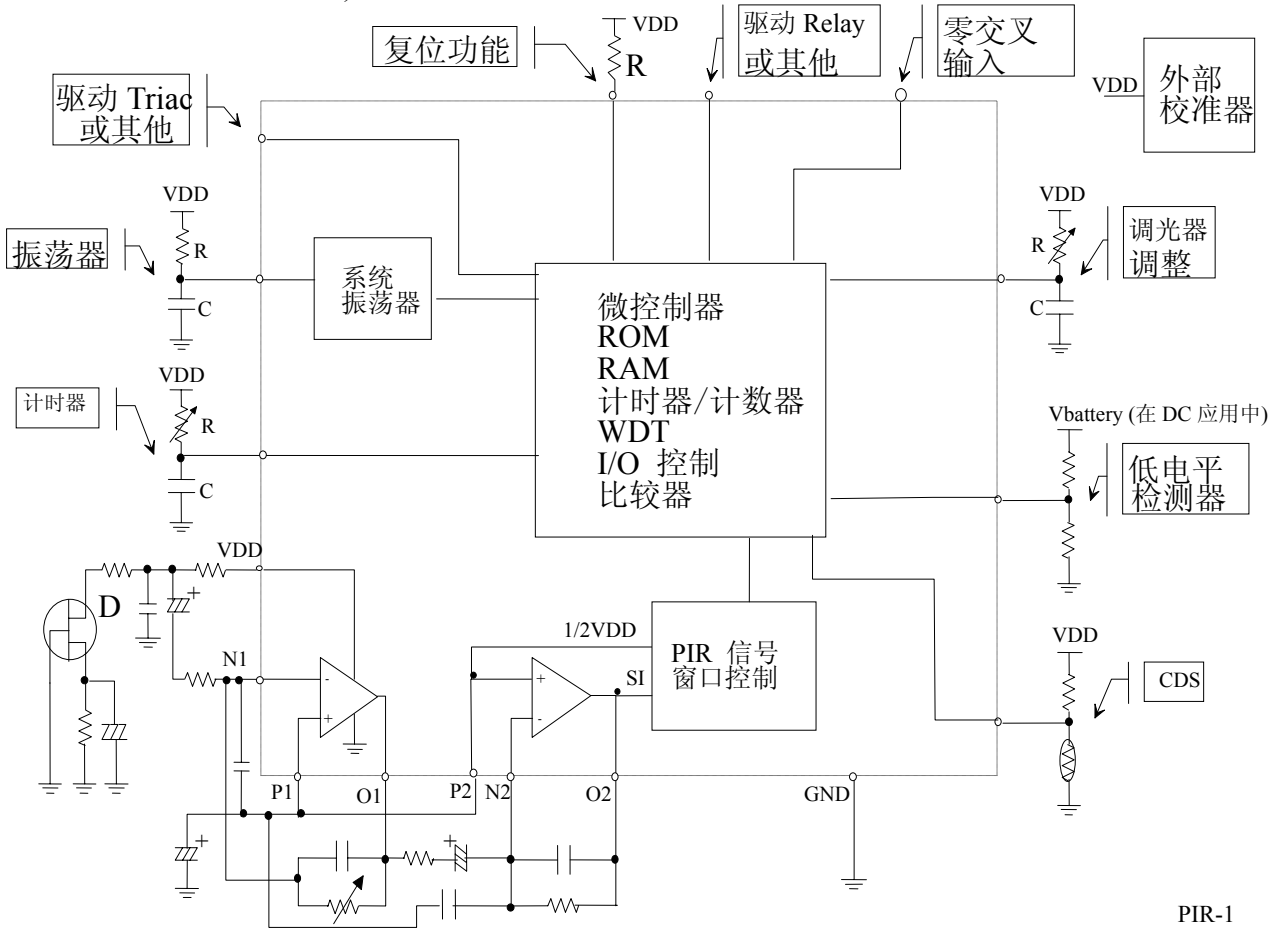 复位功能
VDD
R
驱动 Relay
或其他
零交叉
输入
VDD
外部
校准器
驱动 Triac
或其他
VDD
R
C
振荡器
系统
振荡器
微控制器
ROM
RAM
计时器/计数器
WDT
I/O 控制
比较器
VDD
R
C
调光器
调整
计时器
VDD
R
C
Vbattery (在 DC 应用中)
低电平
检测器
VDD
D
+
N1
-
+
1/2VDD
SI
+
-
PIR 信号
窗口控制
VDD
CDS
P1
O1
P2
N2
O2
GND
+
+
PIR-1